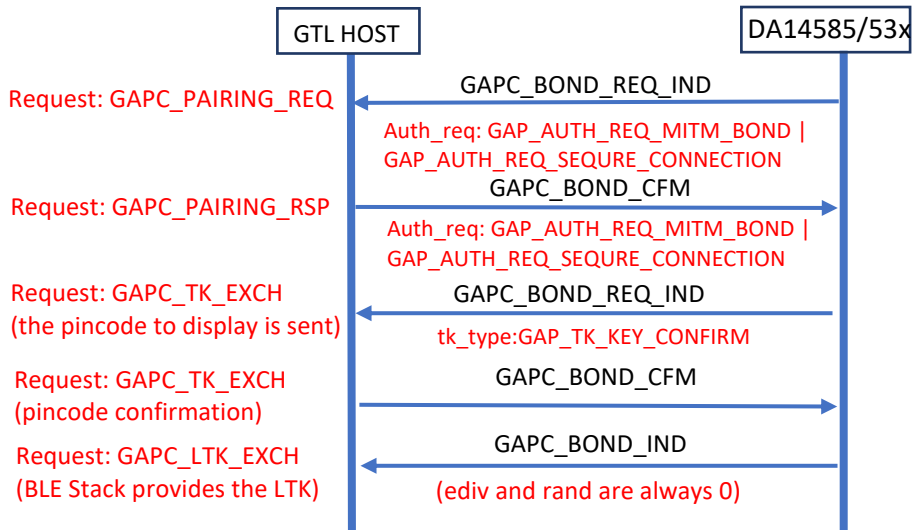 GTL HOST
DA14585/53x
GAPC_BOND_REQ_IND
Request: GAPC_PAIRING_REQ
Auth_req: GAP_AUTH_REQ_MITM_BOND |
GAP_AUTH_REQ_SEQURE_CONNECTION
GAPC_BOND_CFM
Request: GAPC_PAIRING_RSP
Auth_req: GAP_AUTH_REQ_MITM_BOND |
GAP_AUTH_REQ_SEQURE_CONNECTION
Request: GAPC_TK_EXCH
(the pincode to display is sent)
GAPC_BOND_REQ_IND
tk_type:GAP_TK_KEY_CONFIRM
Request: GAPC_TK_EXCH
(pincode confirmation)
GAPC_BOND_CFM
Request: GAPC_LTK_EXCH
(BLE Stack provides the LTK)
GAPC_BOND_IND
(ediv and rand are always 0)